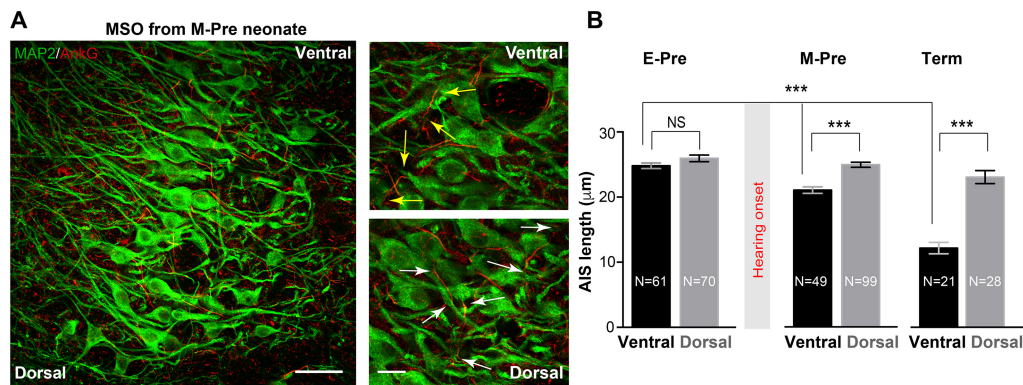 A
MSO from M-Pre neonate
MAP2/AnkG
Ventral
Dorsal
Ventral
Dorsal
B
E-Pre
M-Pre
Term
***
NS
***
***
AIS length (μm)
30
20
10
0
Hearing onset
N=61
N=70
N=49
N=99
N=21
N=28
Ventral Dorsal
Ventral Dorsal
Ventral Dorsal